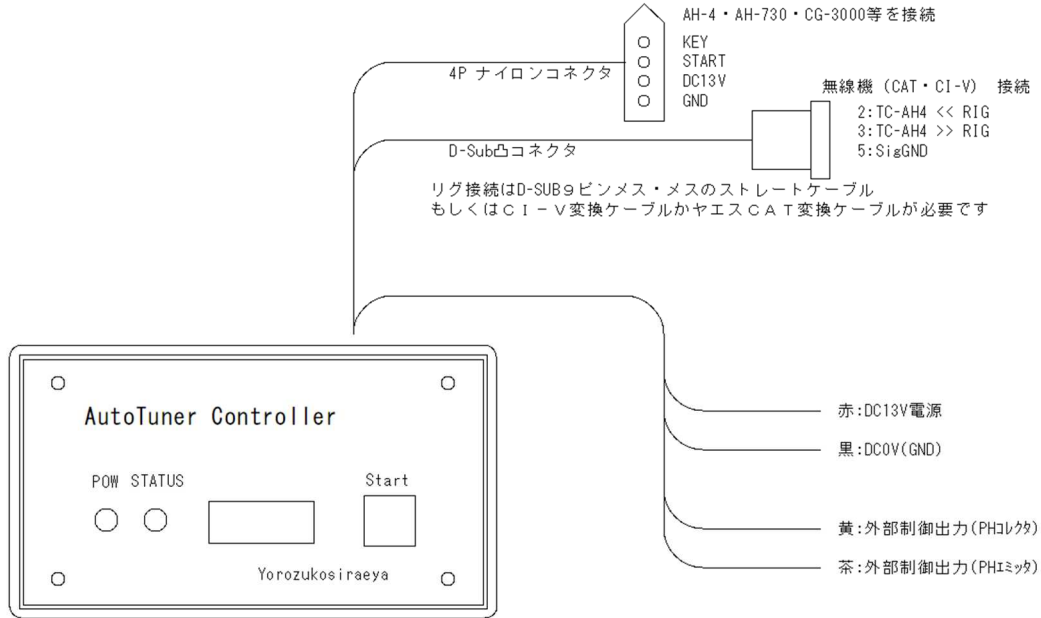 AH-4・AH-730・CG-3000等を接続
KEY
START
DC13V
GND
4P ナイロンコネクタ
無線機（CAT・CI-V） 接続
2:TC-AH4 << RIG
3:TC-AH4 >> RIG
5:SigGND
D-Sub凸コネクタ
リグ接続はD-SUB９ピンメス・メスのストレートケーブル
もしくはＣＩ－Ｖ変換ケーブルかヤエスＣＡＴ変換ケーブルが必要です
AutoTuner Controller
POW STATUS
Start
Yorozukosiraeya
赤:DC13V電源
黒:DC0V(GND)
黄:外部制御出力(PHｺﾚｸﾀ)
茶:外部制御出力(PHｴﾐｯﾀ)